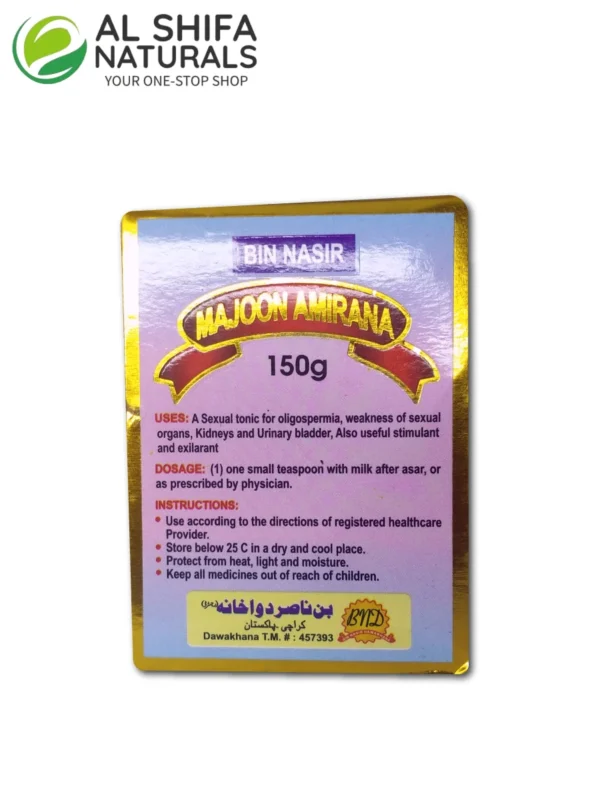 AL SHIFA
NATURALS
YOUR ONE-STOP SHOP
BIN NASIR
MAJOON AMIRANA
150g
USES: A Sexual tonic for oligospermia, weakness of sexual
organs, Kidneys and Urinary bladder, Also useful stimulant
and exilarant
DOSAGE: (1) one small teaspoon with milk after asar, or
as prescribed by physician.
INSTRUCTIONS:
• Use according to the directions of registered healthcare
Provider.
• Store below 25 C in a dry and cool place.
• Protect from heat, light and moisture.
• Keep all medicines out of reach of children.
بن ناصر دواخانہ
کراچی-پاکستان
Dawakhana T.M. # : 457393
BND